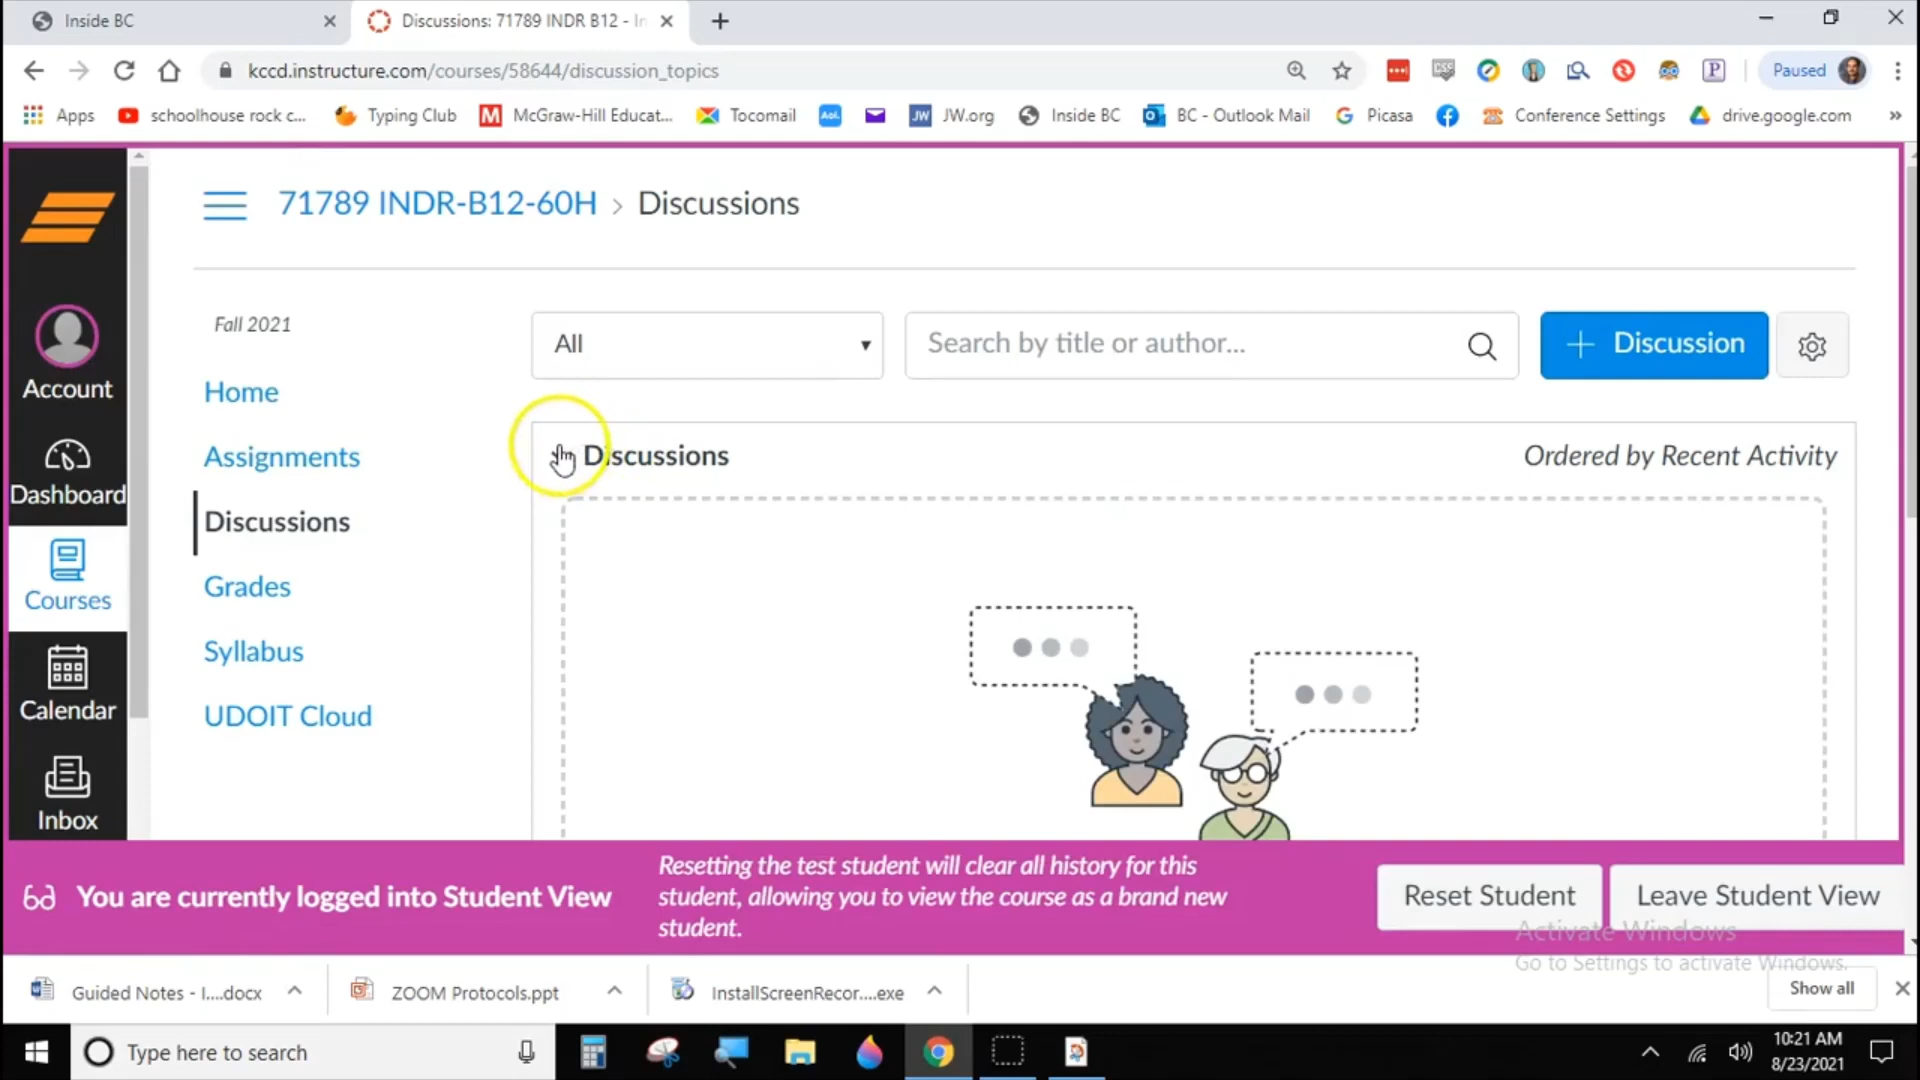 Inside BC
Discussions: 71789 INDR B12 - In
kccd.instructure.com/courses/58644/discussion_topics
Paused
Apps
schoolhouse rock c...
Typing Club
McGraw-Hill Educat...
Tocomail
Aol.
JW
JW.org
Inside BC
BC - Outlook Mail
Picasa
Conference Settings
drive.google.com
»
71789 INDR-B12-60H > Discussions
Fall 2021
All
Search by title or author...
+ Discussion
Account
Dashboard
Courses
Calendar
Inbox
Home
Assignments
Discussions
Grades
Syllabus
UDOIT Cloud
Discussions
Ordered by Recent Activity
You are currently logged into Student View
Resetting the test student will clear all history for this
student, allowing you to view the course as a brand new
student.
Reset Student
Leave Student View
Activate Windows
Go to Settings to activate Windows.
Guided Notes - I....docx
ZOOM Protocols.ppt
InstallScreenRecor....exe
Show all
Type here to search
10:21 AM
8/23/2021